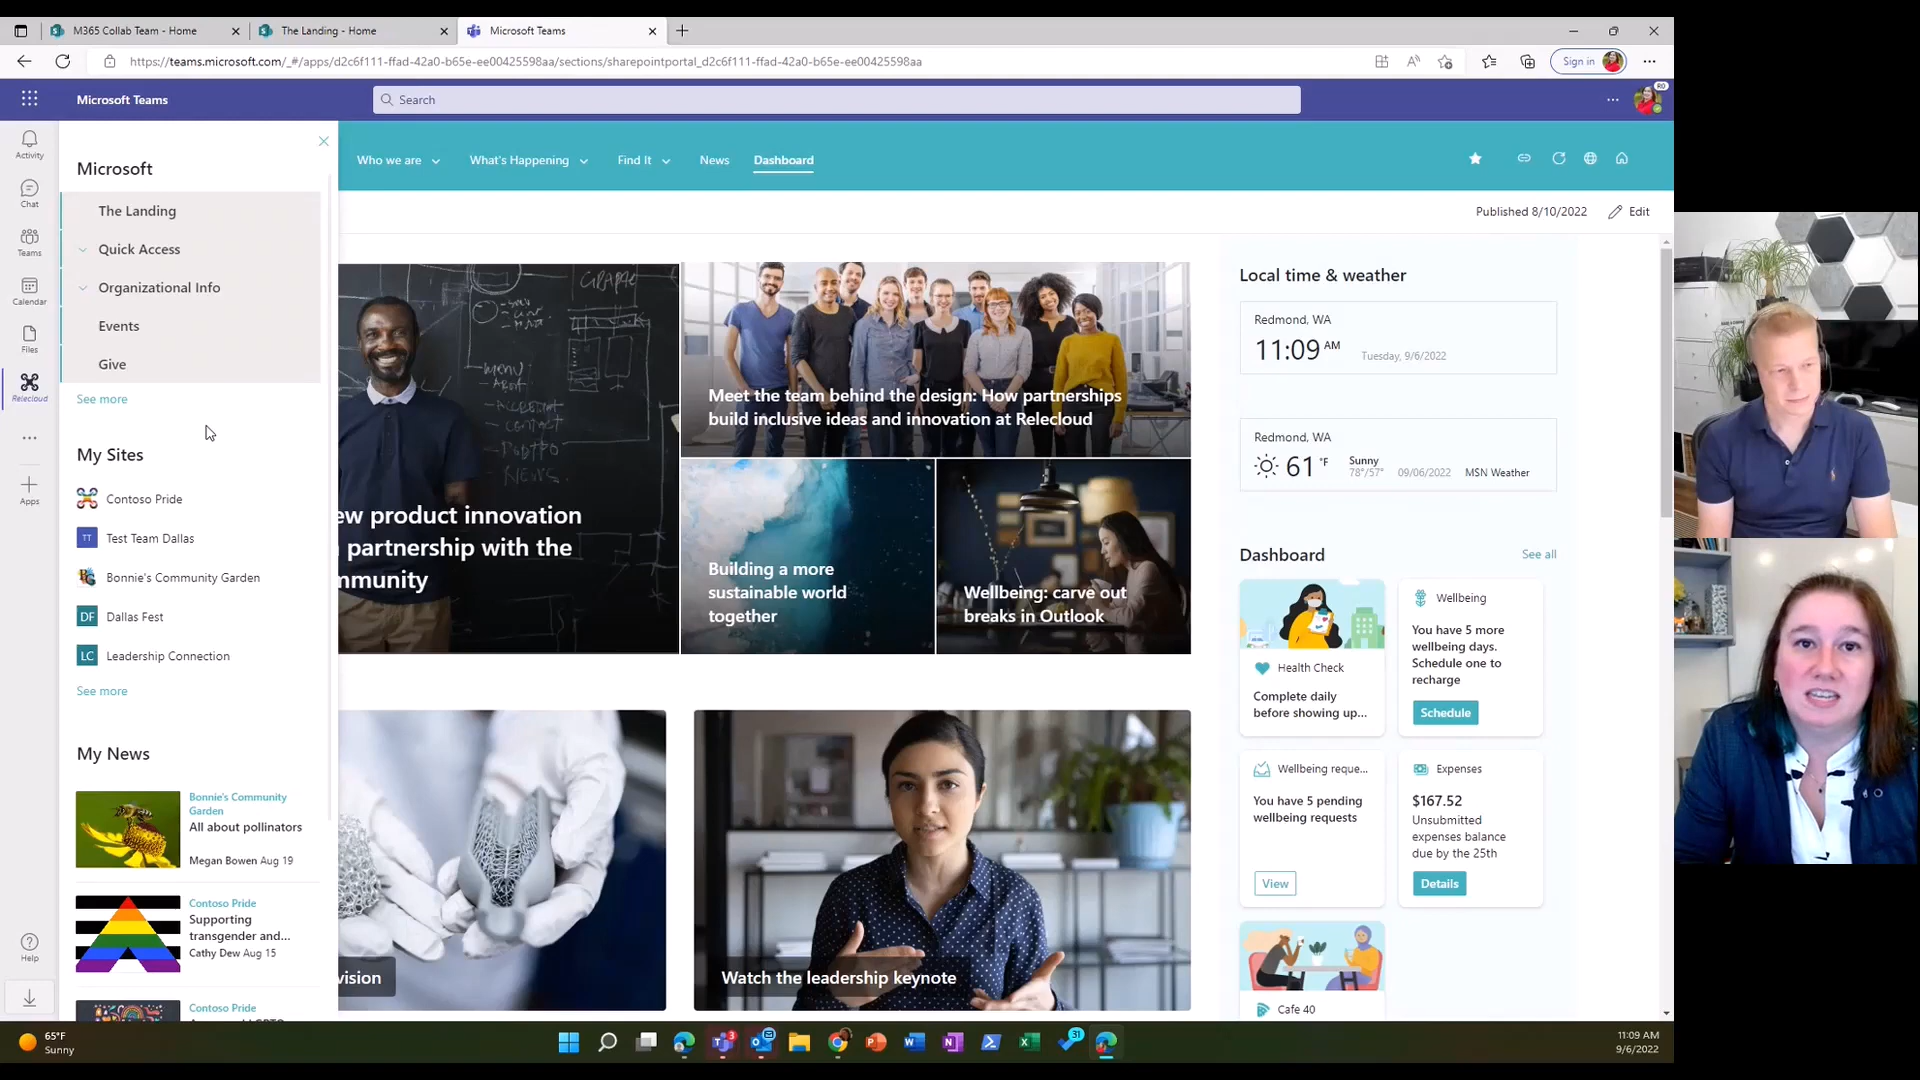 M365 Collab Team - Home
The Landing - Home
Microsoft Teams
https://teams.microsoft.com/_#/apps/d2c6f111-ffad-42a0-b65e-ee00425598aa/sections/sharepointportal_d2c6f111-ffad-42a0-b65e-ee00425598aa
Sign in
Microsoft Teams
Search
RO
Activity
Chat
Teams
Calendar
Files
Relecloud
Apps
Help
Microsoft
The Landing
Quick Access
Organizational Info
Events
Give
See more
My Sites
Contoso Pride
TT Test Team Dallas
Bonnie's Community Garden
DF Dallas Fest
LC Leadership Connection
See more
My News
Bonnie's Community
Garden
All about pollinators
Megan Bowen Aug 19
Contoso Pride
Supporting
transgender and...
Cathy Dew Aug 15
Contoso Pride
Who we are
What's Happening
Find It
News
Dashboard
Published 8/10/2022
Edit
ew product innovation
partnership with the
mmunity
Meet the team behind the design: How partnerships
build inclusive ideas and innovation at Relecloud
Building a more
sustainable world
together
Wellbeing: carve out
breaks in Outlook
vision
Watch the leadership keynote
Local time & weather
Redmond, WA
11:09 AM
Tuesday, 9/6/2022
Redmond, WA
61 °F
Sunny
78°/57°
09/06/2022
MSN Weather
Dashboard
See all
Health Check
Complete daily
before showing up...
Wellbeing
You have 5 more
wellbeing days.
Schedule one to
recharge
Schedule
Wellbeing reque...
You have 5 pending
wellbeing requests
View
Expenses
$167.52
Unsubmitted
expenses balance
due by the 25th
Details
Cafe 40
65°F
Sunny
3
31
11:09 AM
9/6/2022